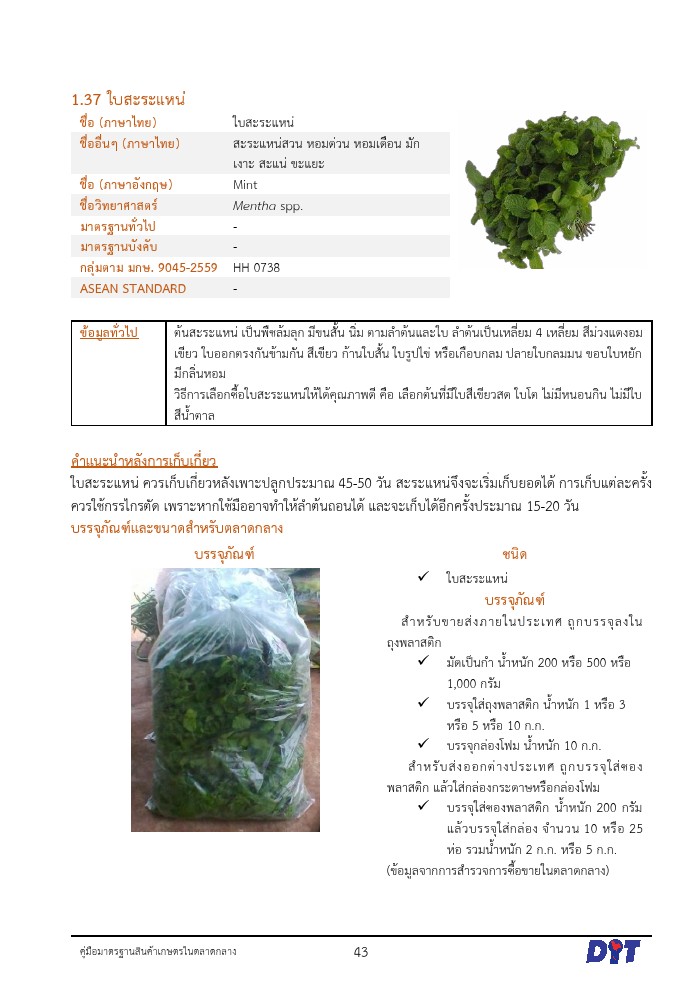 1.37 ใบสะระแหน่
ชื่อ (ภาษาไทย) ใบสะระแหน่
ชื่ออื่นๆ (ภาษาไทย) สะระแหน่สวน หอมด่วน หอมเดือน มัก
เงาะ สะแน่ ขะแยะ
ชื่อ (ภาษาอังกฤษ) Mint
ชื่อวิทยาศาสตร์ Mentha spp.
มาตรฐานทั่วไป -
มาตรฐานบังคับ -
กลุ่มตาม มกษ. 9045-2559 HH 0738
ASEAN STANDARD -
ข้อมูลทั่วไป ต้นสะระแหน่ เป็นพืชล้มลุก มีขนสั้น นิ่ม ตามลำต้นและใบ ลำต้นเป็นเหลี่ยม 4 เหลี่ยม สีม่วงแดงอม
เขียว ใบออกตรงกันข้ามกัน สีเขียว ก้านใบสั้น ใบรูปไข่ หรือเกือบกลม ปลายใบกลมมน ขอบใบหยัก
มีกลิ่นหอม
วิธีการเลือกซื้อใบสะระแหน่ให้ได้คุณภาพดี คือ เลือกต้นที่มีใบสีเขียวสด ใบโต ไม่มีหนอนกิน ไม่มีใบ
สีน้ำตาล
คำแนะนำหลังการเก็บเกี่ยว
ใบสะระแหน่ ควรเก็บเกี่ยวหลังเพาะปลูกประมาณ 45-50 วัน สะระแหน่จึงจะเริ่มเก็บยอดได้ การเก็บแต่ละครั้ง
ควรใช้กรรไกรตัด เพราะหากใช้มืออาจทำให้ลำต้นถอนได้ และจะเก็บได้อีกครั้งประมาณ 15-20 วัน
บรรจุภัณฑ์และขนาดสำหรับตลาดกลาง
บรรจุภัณฑ์
ชนิด
✓ ใบสะระแหน่
บรรจุภัณฑ์
สำหรับขายส่งภายในประเทศ ถูกบรรจุลงใน
ถุงพลาสติก
✓ มัดเป็นกำ น้ำหนัก 200 หรือ 500 หรือ
1,000 กรัม
✓ บรรจุใส่ถุงพลาสติก น้ำหนัก 1 หรือ 3
หรือ 5 หรือ 10 ก.ก.
✓ บรรจุกล่องโฟม น้ำหนัก 10 ก.ก.
สำหรับส่งออกต่างประเทศ ถูกบรรจุใส่ซอง
พลาสติก แล้วใส่กล่องกระดาษหรือกล่องโฟม
✓ บรรจุใส่ซองพลาสติก น้ำหนัก 200 กรัม
แล้วบรรจุใส่กล่อง จำนวน 10 หรือ 25
ห่อ รวมน้ำหนัก 2 ก.ก. หรือ 5 ก.ก.
(ข้อมูลจากการสำรวจการซื้อขายในตลาดกลาง)
คู่มือมาตรฐานสินค้าเกษตรในตลาดกลาง
43
DIT